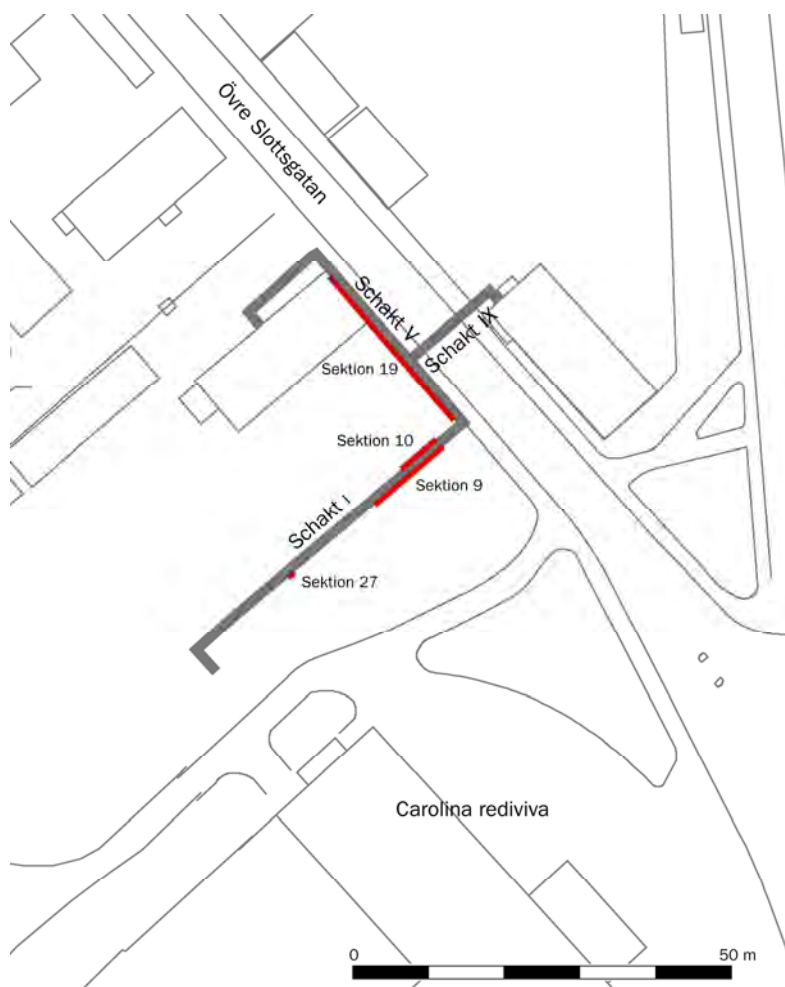 Övre Slottsgatan
Schakt V
Schakt IX
Sektion 19
Sektion 10
Sektion 9
Schakt I
Sektion 27
Carolina rediviva
0
50 m